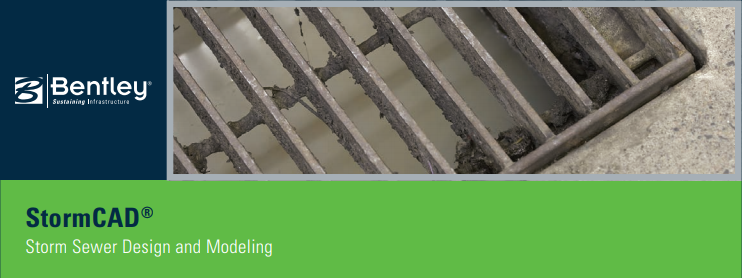 Bentley®
Sustaining Infrastructure
StormCAD®
Storm Sewer Design and Modeling